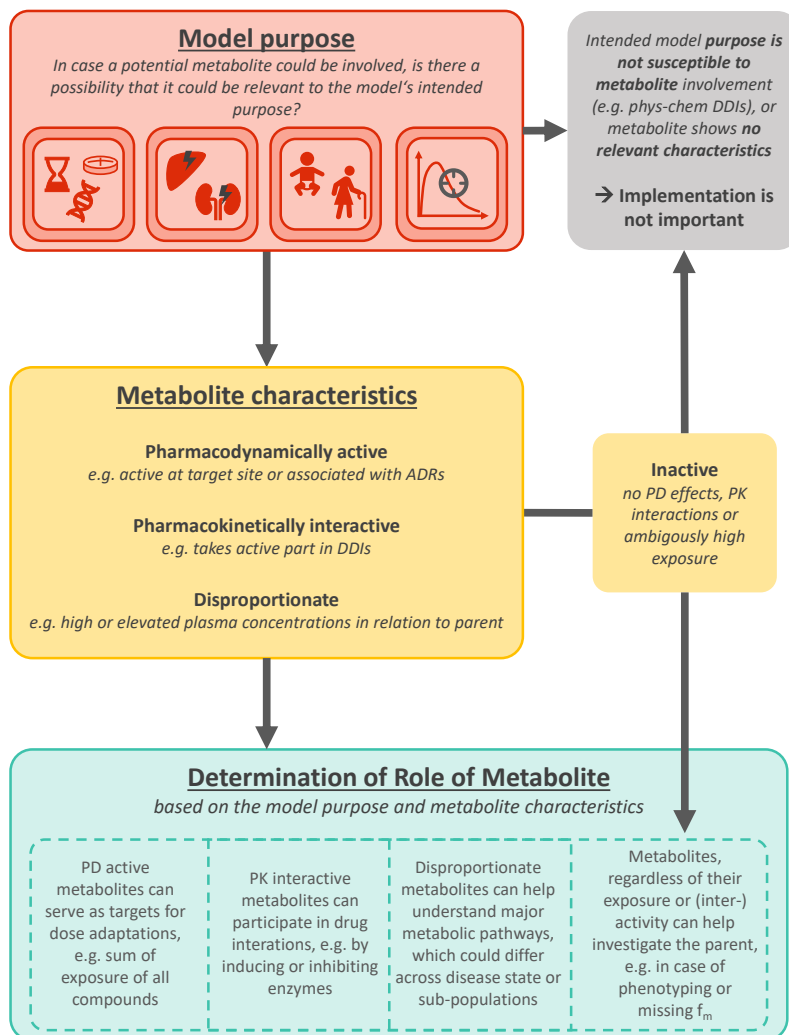 Model purpose
In case a potential metabolite could be involved, is there a
possibility that it could be relevant to the model's intended
purpose?
Intended model purpose is
not susceptible to
metabolite involvement
(e.g. phys-chem DDIs), or
metabolite shows no
relevant characteristics
→ Implementation is
not important
Metabolite characteristics
Pharmacodynamically active
e.g. active at target site or associated with ADRs
Pharmacokinetically interactive
e.g. takes active part in DDIs
Disproportionate
e.g. high or elevated plasma concentrations in relation to parent
Inactive
no PD effects, PK
interactions or
ambigously high
exposure
Determination of Role of Metabolite
based on the model purpose and metabolite characteristics
PD active
metabolites can
serve as targets for
dose adaptations,
e.g. sum of
exposure of all
compounds
PK interactive
metabolites can
participate in drug
interations, e.g. by
inducing or inhibiting
enzymes
Disproportionate
metabolites can help
understand major
metabolic pathways,
which could differ
across disease state or
sub-populations
Metabolites,
regardless of their
exposure or (inter-)
activity can help
investigate the parent,
e.g. in case of
phenotyping or
missing fm